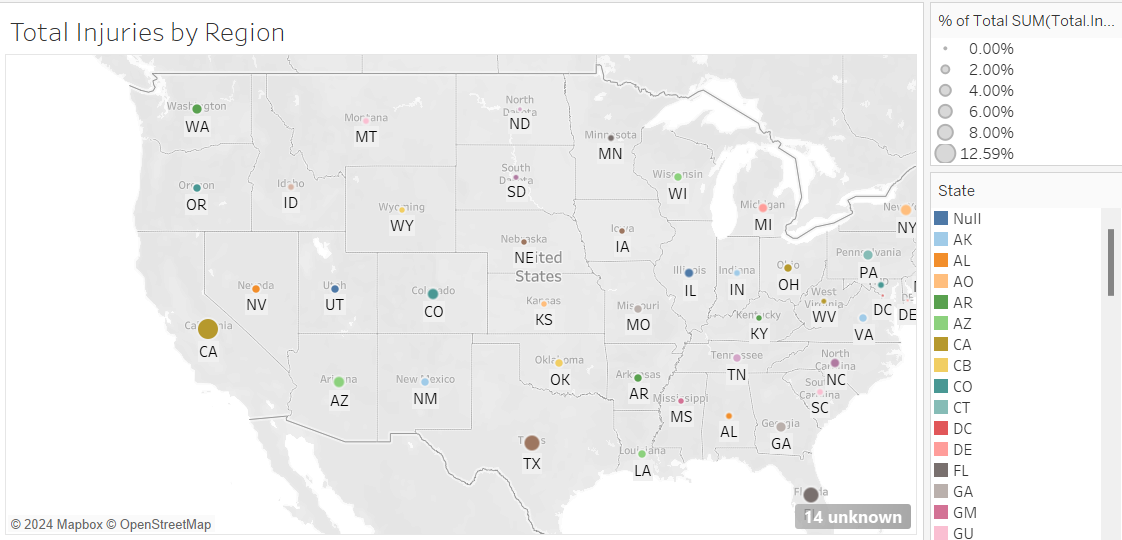 Total Injuries by Region
% of Total SUM(Total.In...
0.00%
2.00%
4.00%
6.00%
8.00%
12.59%
State
Null
AK
AL
AO
AR
AZ
CA
CB
CO
CT
DC
DE
FL
GA
GM
GU
Washington
WA
Montana
MT
North
Dakota
ND
Minnesota
MN
Oregon
OR
Idaho
ID
South
Dakota
SD
Wisconsin
WI
Michigan
MI
Wyoming
WY
Iowa
IA
NY
Nebraska
NE
United
States
Pennsylvania
PA
Nevada
NV
Utah
UT
Colorado
CO
Illinois
IL
Indiana
IN
Ohio
OH
Kansas
KS
Missouri
MO
West
Virginia
WV
DC
DE
Kentucky
KY
VA
California
CA
Arizona
AZ
New Mexico
NM
Oklahoma
OK
Arkansas
AR
Tennessee
TN
North
Carolina
NC
South
Carolina
SC
Mississippi
MS
AL
Georgia
GA
Texas
TX
Louisiana
LA
Florida
14 unknown
© 2024 Mapbox © OpenStreetMap